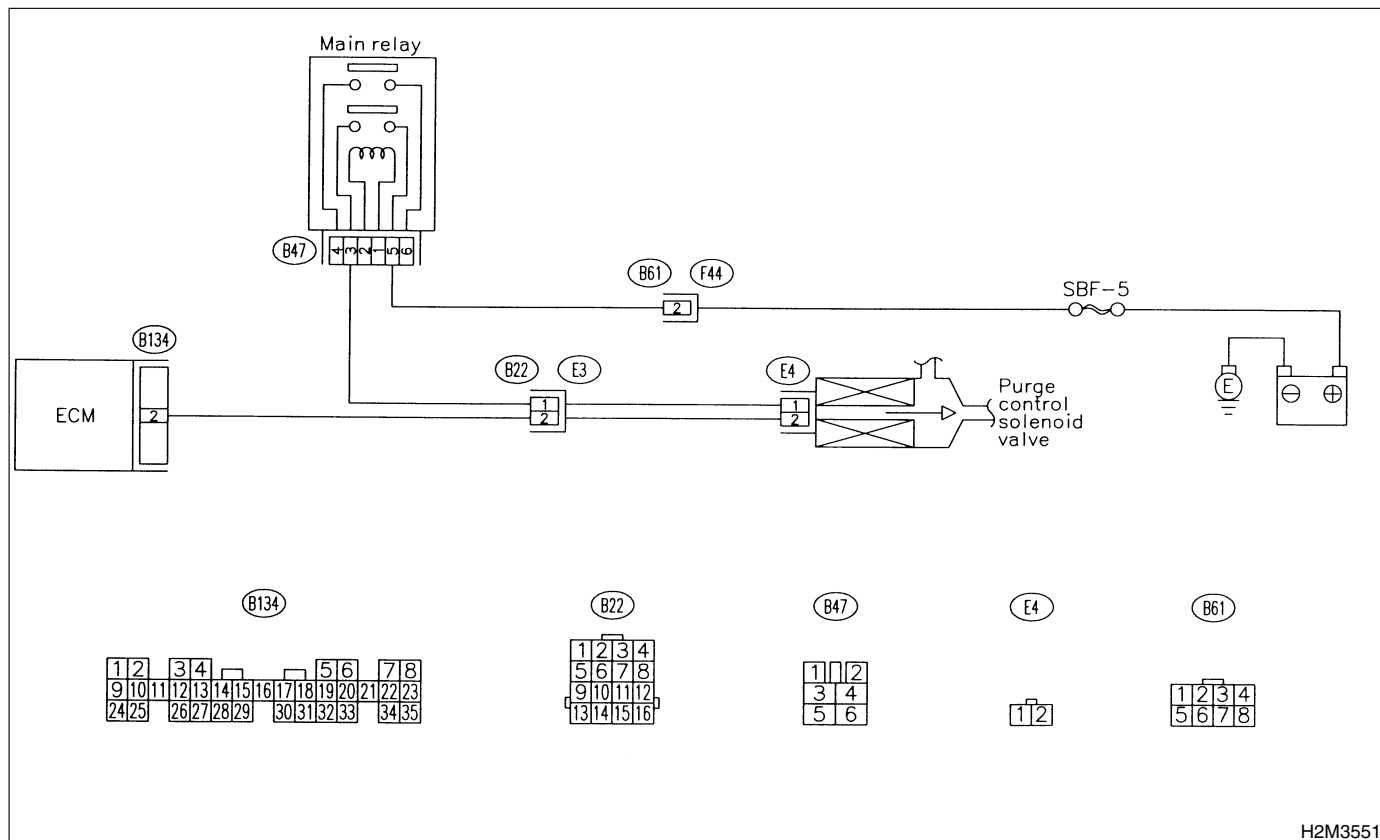 Main relay
B47
4 3 2 1 5 6
B61 F44
2
SBF-5
B134
ECM
2
B22 E3
1
2
E4
1
2
Purge
control
solenoid
valve
E
⊖ ⊕
B134
1 2 3 4 5 6 7 8
9 10 11 12 13 14 15 16 17 18 19 20 21 22 23
24 25 26 27 28 29 30 31 32 33 34 35
B22
1 2 3 4
5 6 7 8
9 10 11 12
13 14 15 16
B47
1 2
3 4
5 6
E4
1 2
B61
1 2 3 4
5 6 7 8
H2M3551